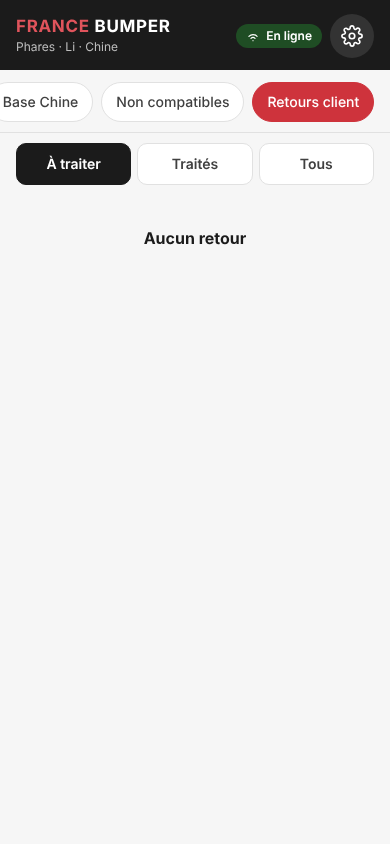 FRANCE BUMPER
Phares · Li · Chine
En ligne
Base Chine
Non compatibles
Retours client
À traiter
Traités
Tous
Aucun retour